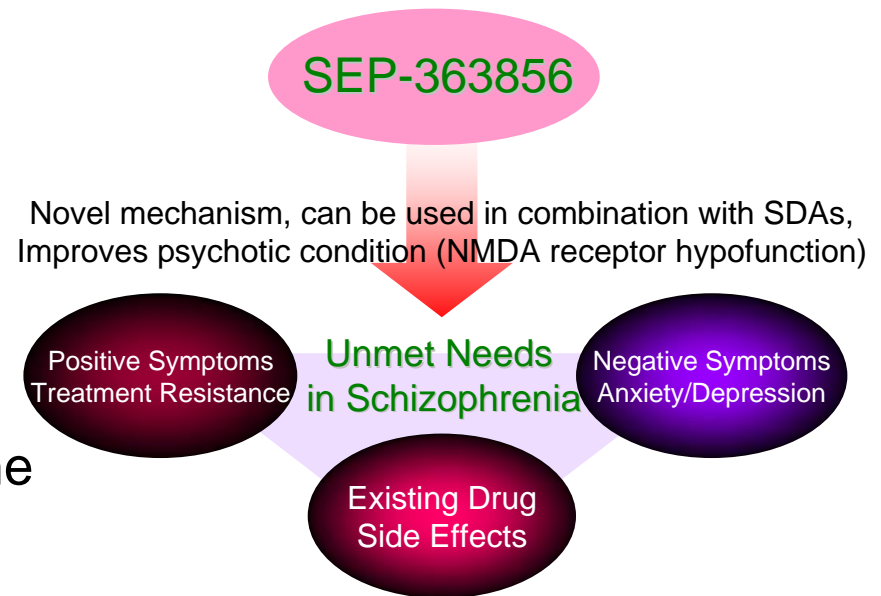 SEP-363856
Novel mechanism, can be used in combination with SDAs,
Improves psychotic condition (NMDA receptor hypofunction)
Positive Symptoms
Treatment Resistance
Unmet Needs
in Schizophrenia
Negative Symptoms
Anxiety/Depression
Existing Drug
Side Effects